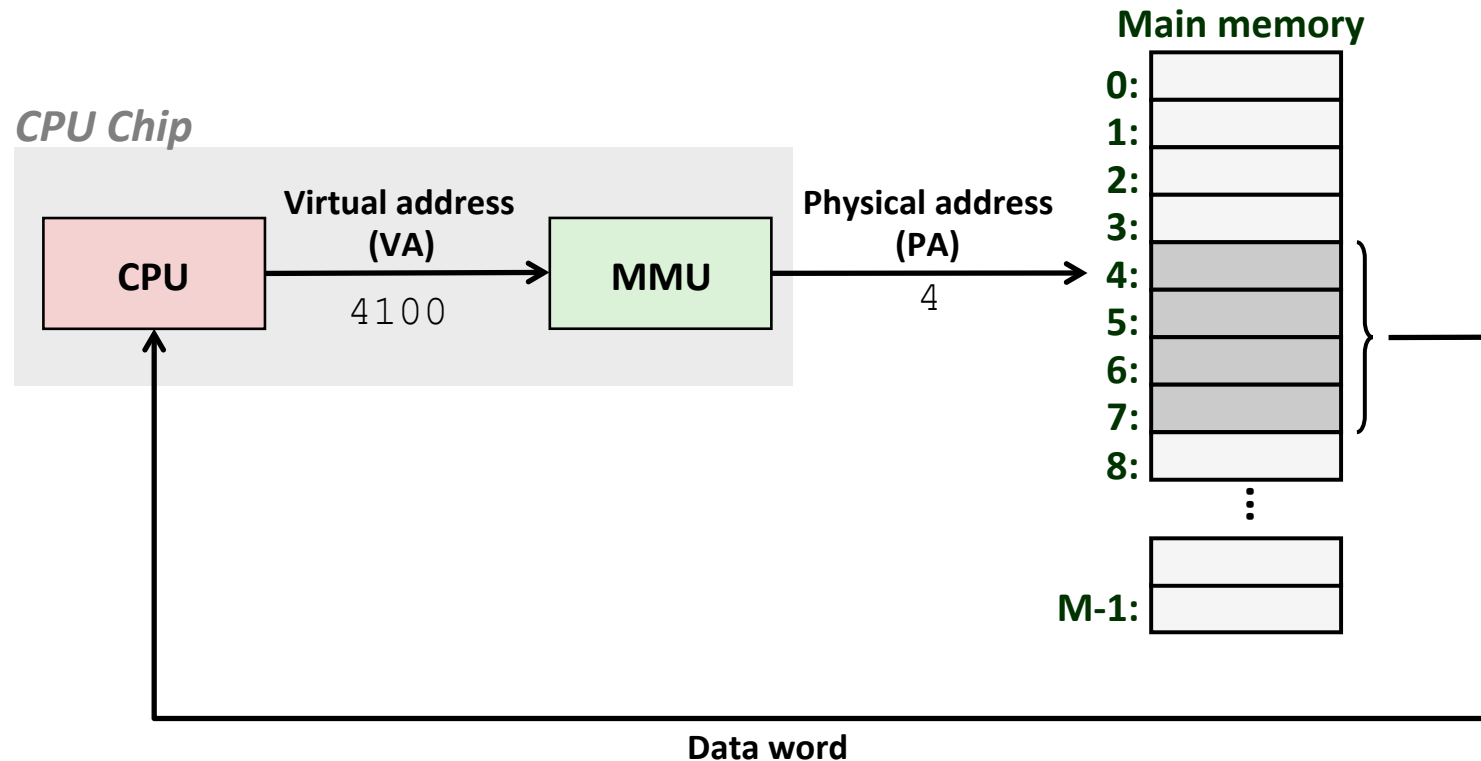 Main memory
0:
1:
2:
3:
4:
5:
6:
7:
8:
...
M-1:
CPU Chip
CPU
Virtual address
(VA)
4100
MMU
Physical address
(PA)
4
Data word